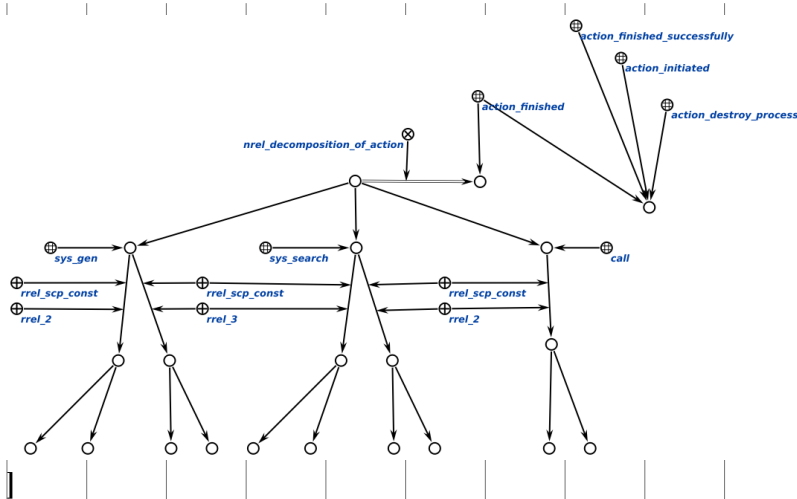 action_finished_successfully
action_initiated
action_finished
action_destroy_process
nrel_decomposition_of_action
sys_gen
sys_search
call
rrel_scp_const
rrel_scp_const
rrel_scp_const
rrel_2
rrel_3
rrel_2